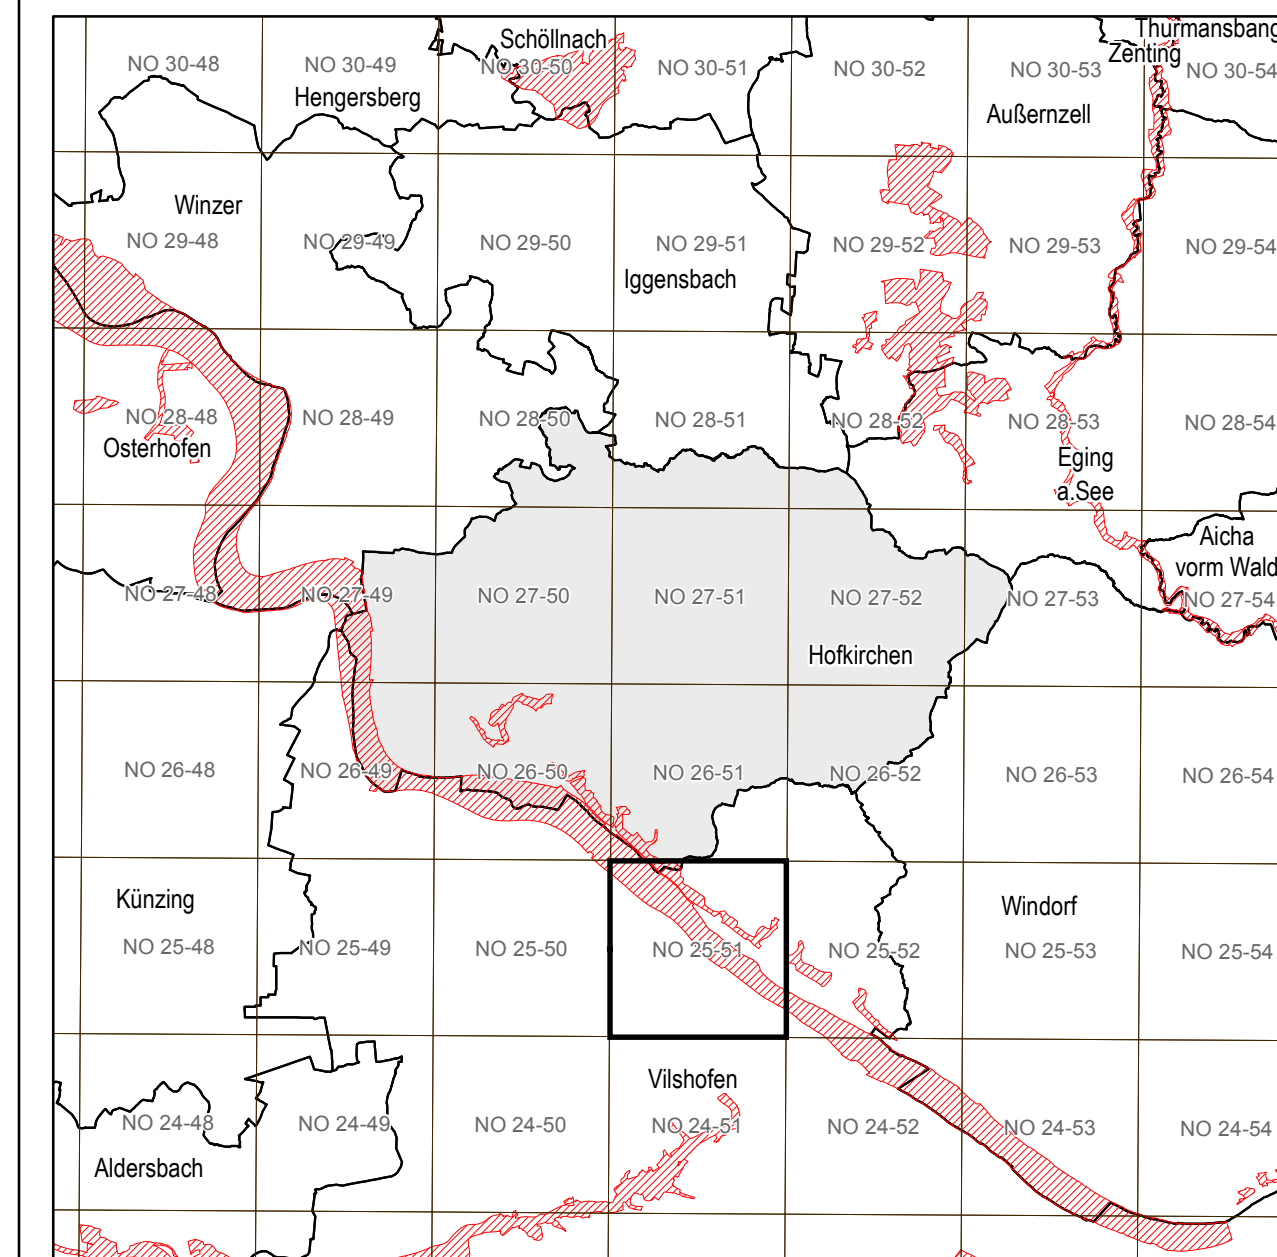 Thurmansbang
Schöllnach
Zenting
NO 30-48
NO 30-49
NO 30-50
NO 30-51
NO 30-52
NO 30-53
NO 30-54
Hengersberg
Außernzell
Winzer
NO 29-48
NO 29-49
NO 29-50
NO 29-51
NO 29-52
NO 29-53
NO 29-54
Iggensbach
NO 28-48
NO 28-49
NO 28-50
NO 28-51
NO 28-52
NO 28-53
NO 28-54
Osterhofen
Eging
a.See
Aicha
vorm Wald
NO 27-48
NO 27-49
NO 27-50
NO 27-51
NO 27-52
NO 27-53
NO 27-54
Hofkirchen
NO 26-48
NO 26-49
NO 26-50
NO 26-51
NO 26-52
NO 26-53
NO 26-54
Künzing
Windorf
NO 25-48
NO 25-49
NO 25-50
NO 25-51
NO 25-52
NO 25-53
NO 25-54
Vilshofen
NO 24-48
NO 24-49
NO 24-50
NO 24-51
NO 24-52
NO 24-53
NO 24-54
Aldersbach